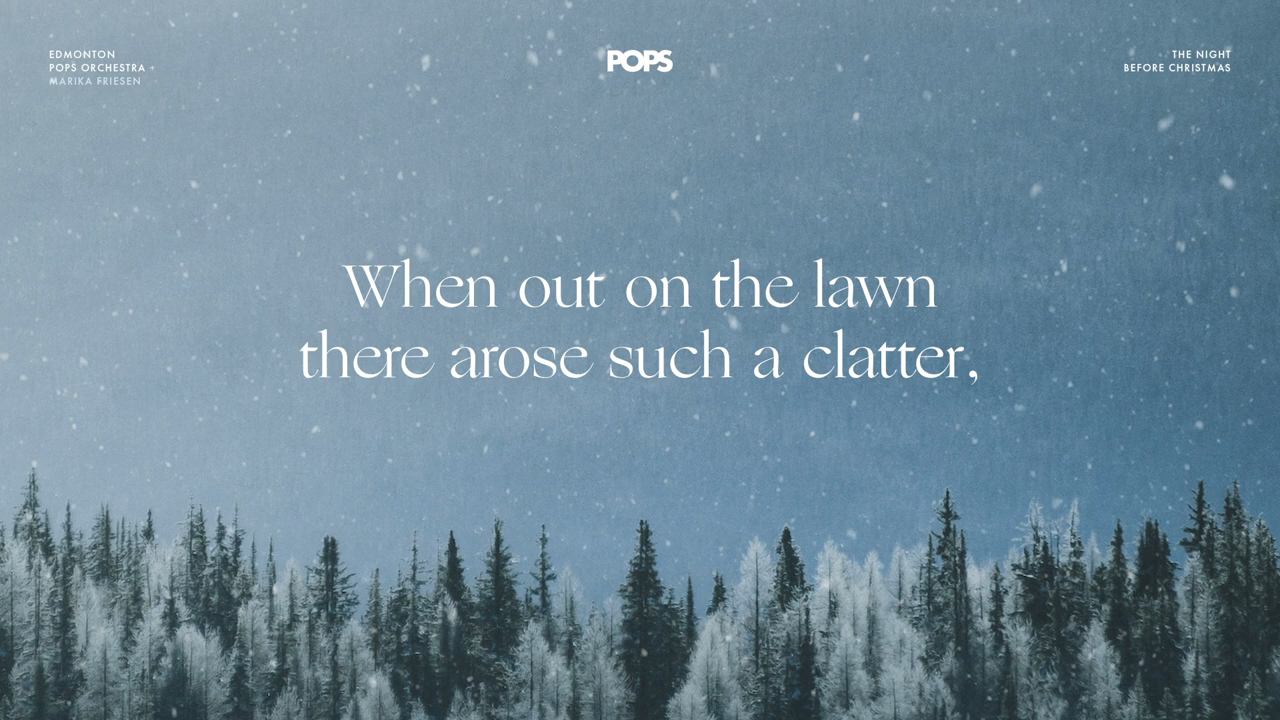 EDMONTON
POPS ORCHESTRA +
MARIKA FRIESEN
POPS
THE NIGHT
BEFORE CHRISTMAS
When out on the lawn
there arose such a clatter,